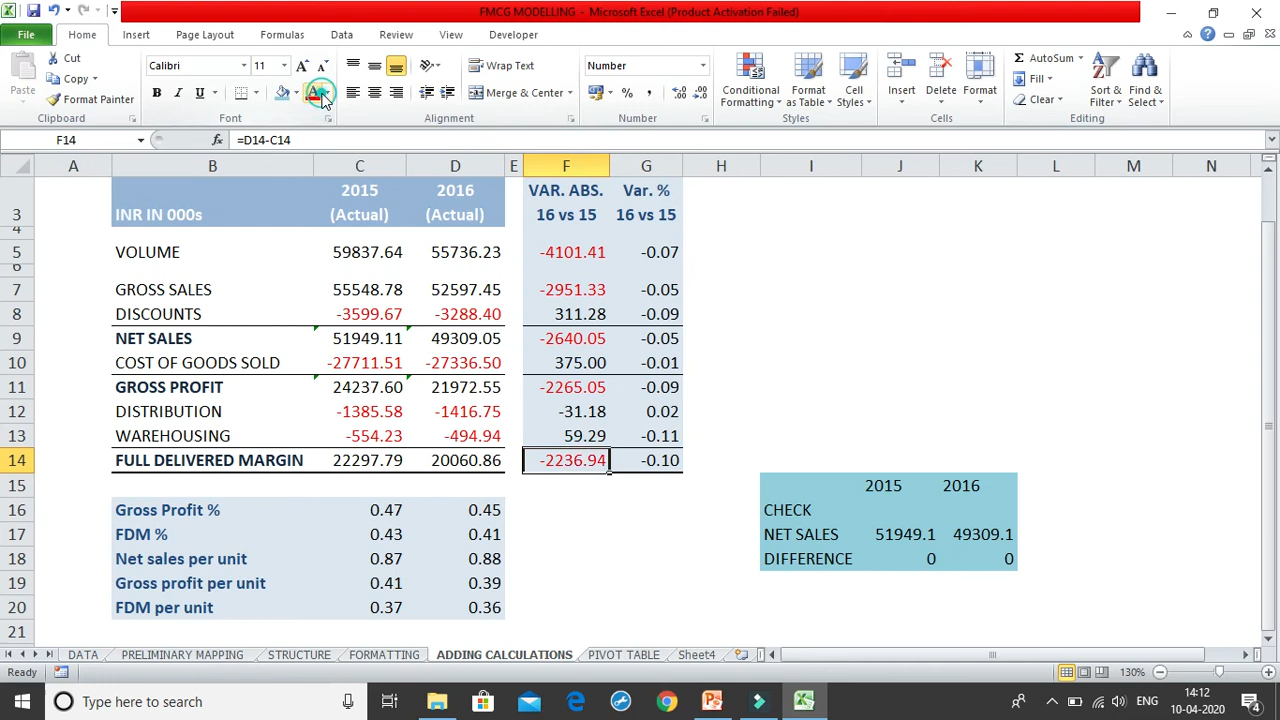 FMCG MODELLING - Microsoft Excel (Product Activation Failed)
File Home Insert Page Layout Formulas Data Review View Developer
Paste Cut Copy Format Painter Clipboard
Calibri 11 B I U A Font
Wrap Text Merge & Center Alignment
Number % , Number
Conditional Formatting Format as Table Cell Styles Styles
Insert Delete Format Cells
AutoSum Fill Clear Sort & Filter Find & Select Editing
F14 fx =D14-C14
A B C D E F G H I J K L M N
3 INR IN 000s 2015 (Actual) 2016 (Actual) VAR. ABS. 16 vs 15 Var. % 16 vs 15
4
5 VOLUME 59837.64 55736.23 -4101.41 -0.07
6
7 GROSS SALES 55548.78 52597.45 -2951.33 -0.05
8 DISCOUNTS -3599.67 -3288.40 311.28 -0.09
9 NET SALES 51949.11 49309.05 -2640.05 -0.05
10 COST OF GOODS SOLD -27711.51 -27336.50 375.00 -0.01
11 GROSS PROFIT 24237.60 21972.55 -2265.05 -0.09
12 DISTRIBUTION -1385.58 -1416.75 -31.18 0.02
13 WAREHOUSING -554.23 -494.94 59.29 -0.11
14 FULL DELIVERED MARGIN 22297.79 20060.86 -2236.94 -0.10
15 2015 2016
16 Gross Profit % 0.47 0.45 CHECK
17 FDM % 0.43 0.41 NET SALES 51949.1 49309.1
18 Net sales per unit 0.87 0.88 DIFFERENCE 0 0
19 Gross profit per unit 0.41 0.39
20 FDM per unit 0.37 0.36
21
DATA PRELIMINARY MAPPING STRUCTURE FORMATTING ADDING CALCULATIONS PIVOT TABLE Sheet4
Ready 130%
Type here to search ENG 14:12 10-04-2020 4